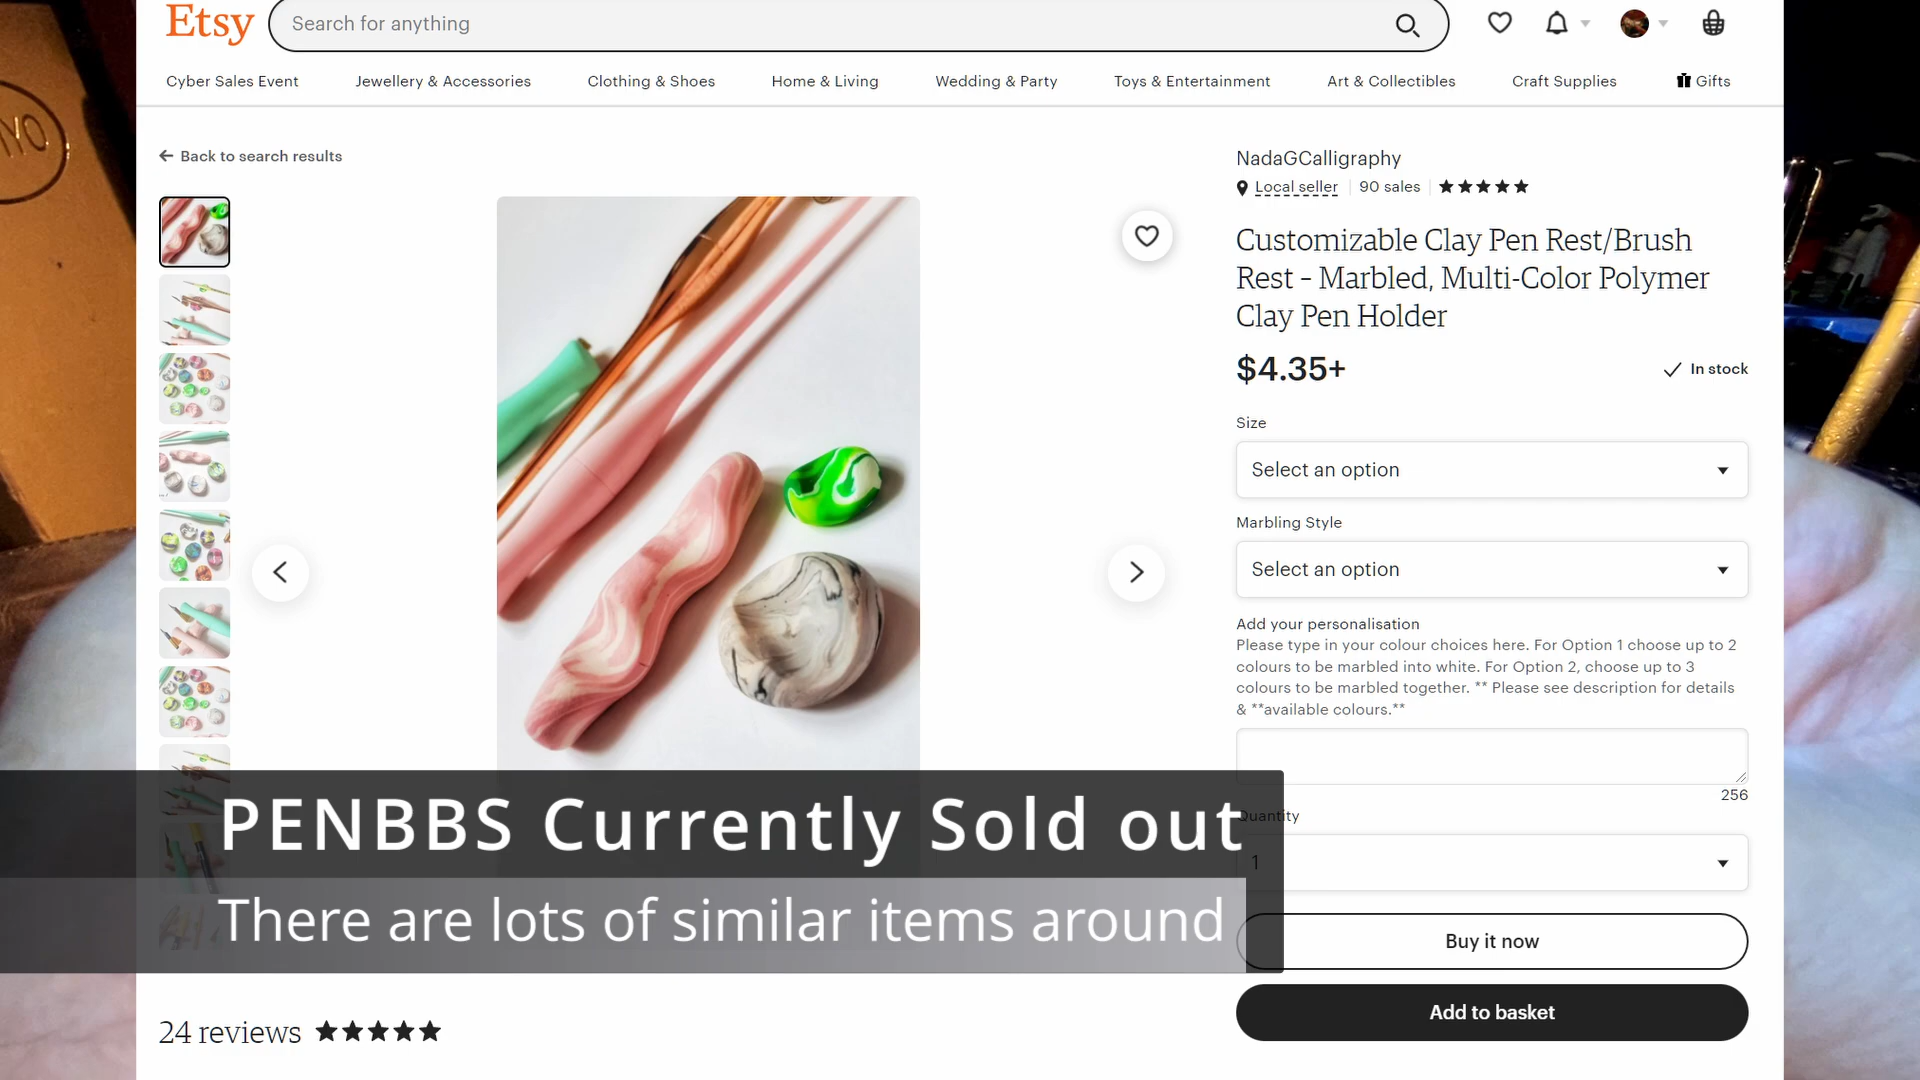 Etsy
Search for anything
Cyber Sales Event
Jewellery & Accessories
Clothing & Shoes
Home & Living
Wedding & Party
Toys & Entertainment
Art & Collectibles
Craft Supplies
Gifts
Back to search results
NadaGCalligraphy
Local seller
90 sales
Customizable Clay Pen Rest/Brush
Rest - Marbled, Multi-Color Polymer
Clay Pen Holder
$4.35+
In stock
Size
Select an option
Marbling Style
Select an option
Add your personalisation
Please type in your colour choices here. For Option 1 choose up to 2
colours to be marbled into white. For Option 2, choose up to 3
colours to be marbled together. ** Please see description for details
& **available colours.**
256
Quantity
1
Buy it now
Add to basket
PENBBS Currently Sold out
There are lots of similar items around
24 reviews